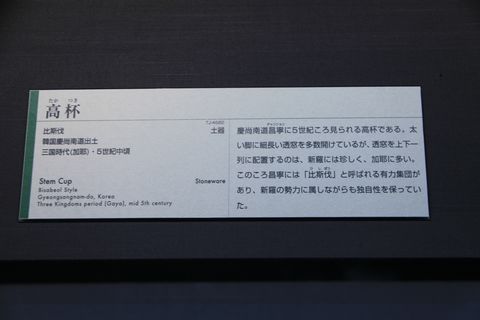 たか つき
高杯
TJ-4582
土器
比斯伐
韓国慶尚南道出土
三国時代(加耶)・5世紀中頃
Stem Cup
Stoneware
Bisabeol Style
Gyeongsangnam-do, Korea
Three Kingdoms period (Gaya), mid 5th century
チャンニョン
慶尚南道昌寧に5世紀ころ見られる高杯である。太
い脚に細長い透窓を多数開けているが、透窓を上下一
列に配置するのは、新羅には珍しく、加耶に多い。
このころ昌寧には「比斯伐」と呼ばれる有力集団が
あり、新羅の勢力に属しながらも独自性を保ってい
た。